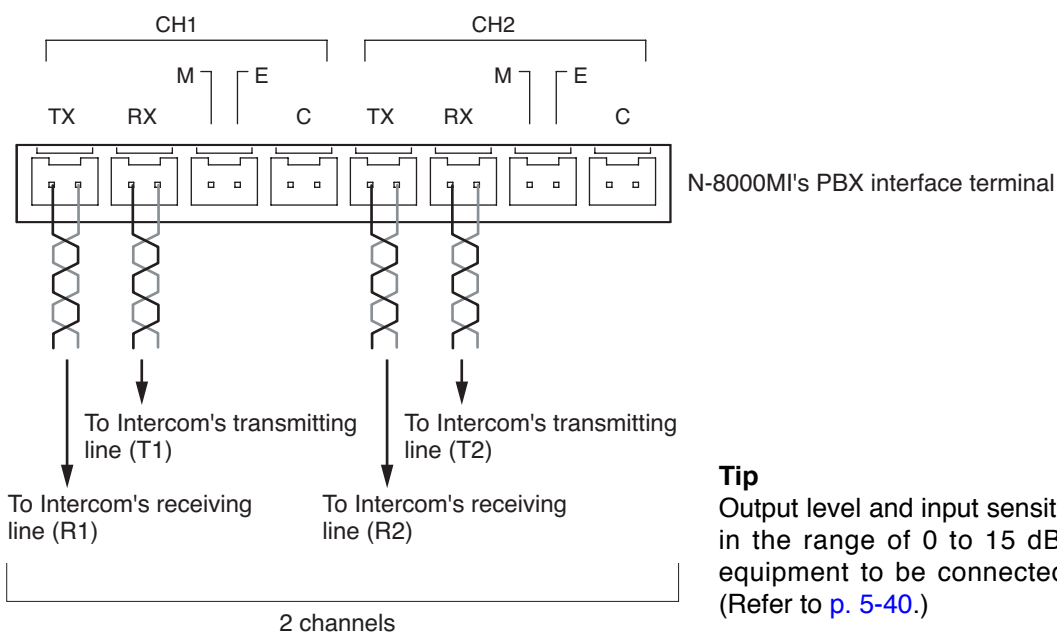 CH1 CH2
M E M E
TX RX C TX RX C
N-8000MI's PBX interface terminal
To Intercom's transmitting
line (T1)
To Intercom's transmitting
line (T2)
To Intercom's receiving
line (R1)
To Intercom's receiving
line (R2)
2 channels
Tip
Output level and input
in the range of 0 to 15
equipment to be connected
(Refer to p. 5-40.)